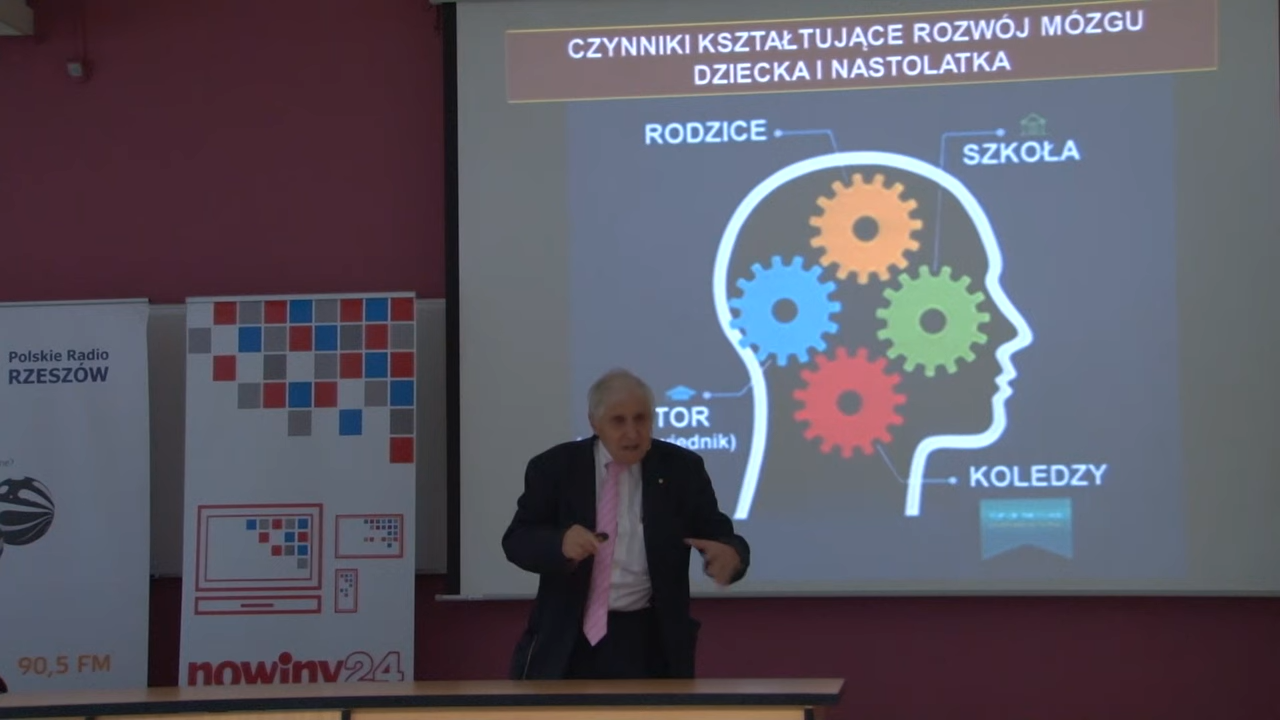 CZYNNIKI KSZTAŁTUJĄCE ROZWÓJ MÓZGU
DZIECKA I NASTOLATKA
RODZICE
SZKOŁA
TOR
KOLEDZY
Polskie Radio
RZESZÓW
90,5 FM
nowiny24